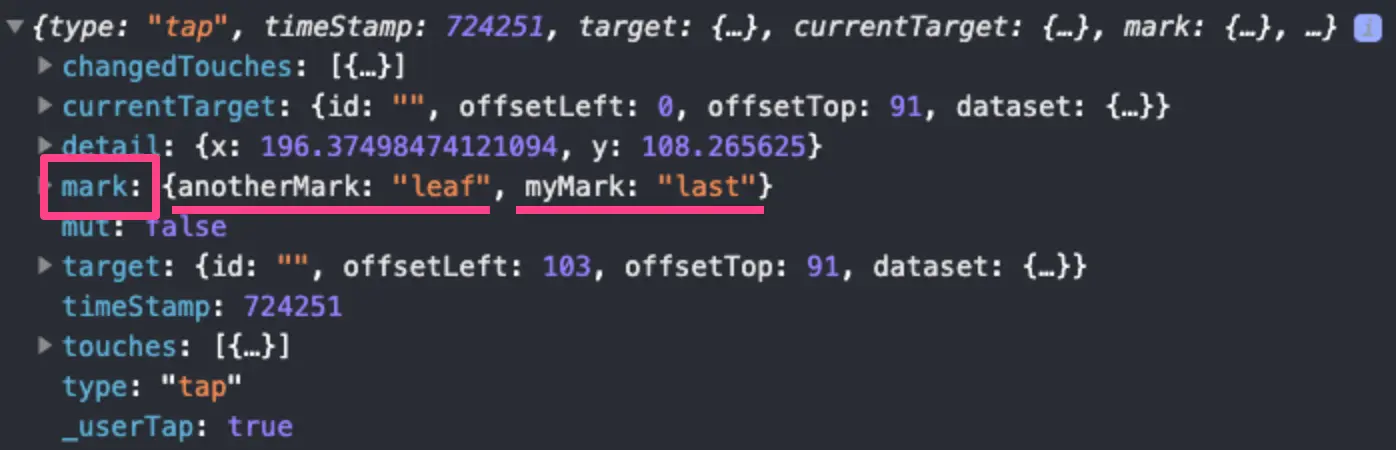 {type: "tap", timeStamp: 724251, target: {…}, currentTarget: {…}, mark: {…}, …} i
changedTouches: [{…}]
currentTarget: {id: "", offsetLeft: 0, offsetTop: 91, dataset: {…}}
detail: {x: 196.37498474121094, y: 108.265625}
mark: {anotherMark: "leaf", myMark: "last"}
mut: false
target: {id: "", offsetLeft: 103, offsetTop: 91, dataset: {…}}
timeStamp: 724251
touches: [{…}]
type: "tap"
_userTap: true